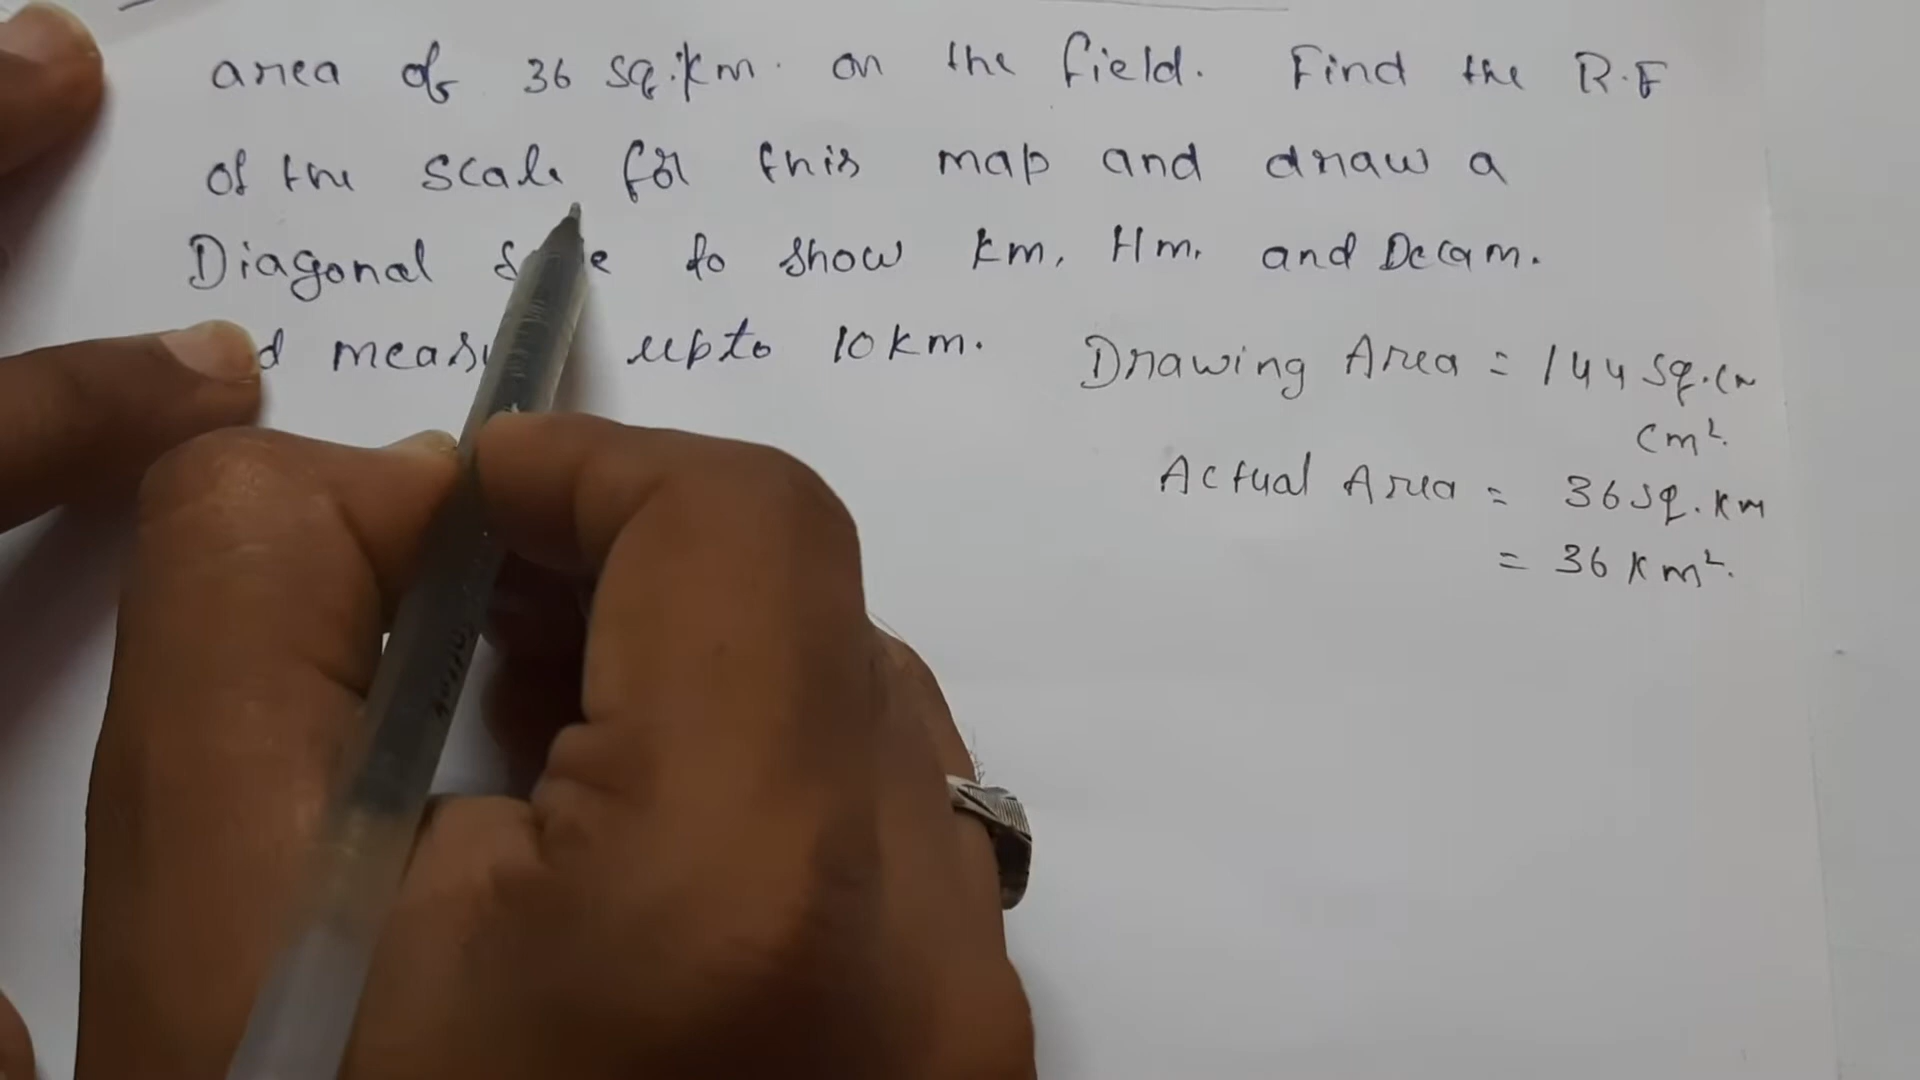 area of 36 sq.km. on the field. Find the R.F
of the scale for this map and draw a
Diagonal to show km, Hm. and Decam.
upto 10km.
Drawing Area = 144 sq.cm
cm².
Actual Area = 36 sq.km
= 36 km².